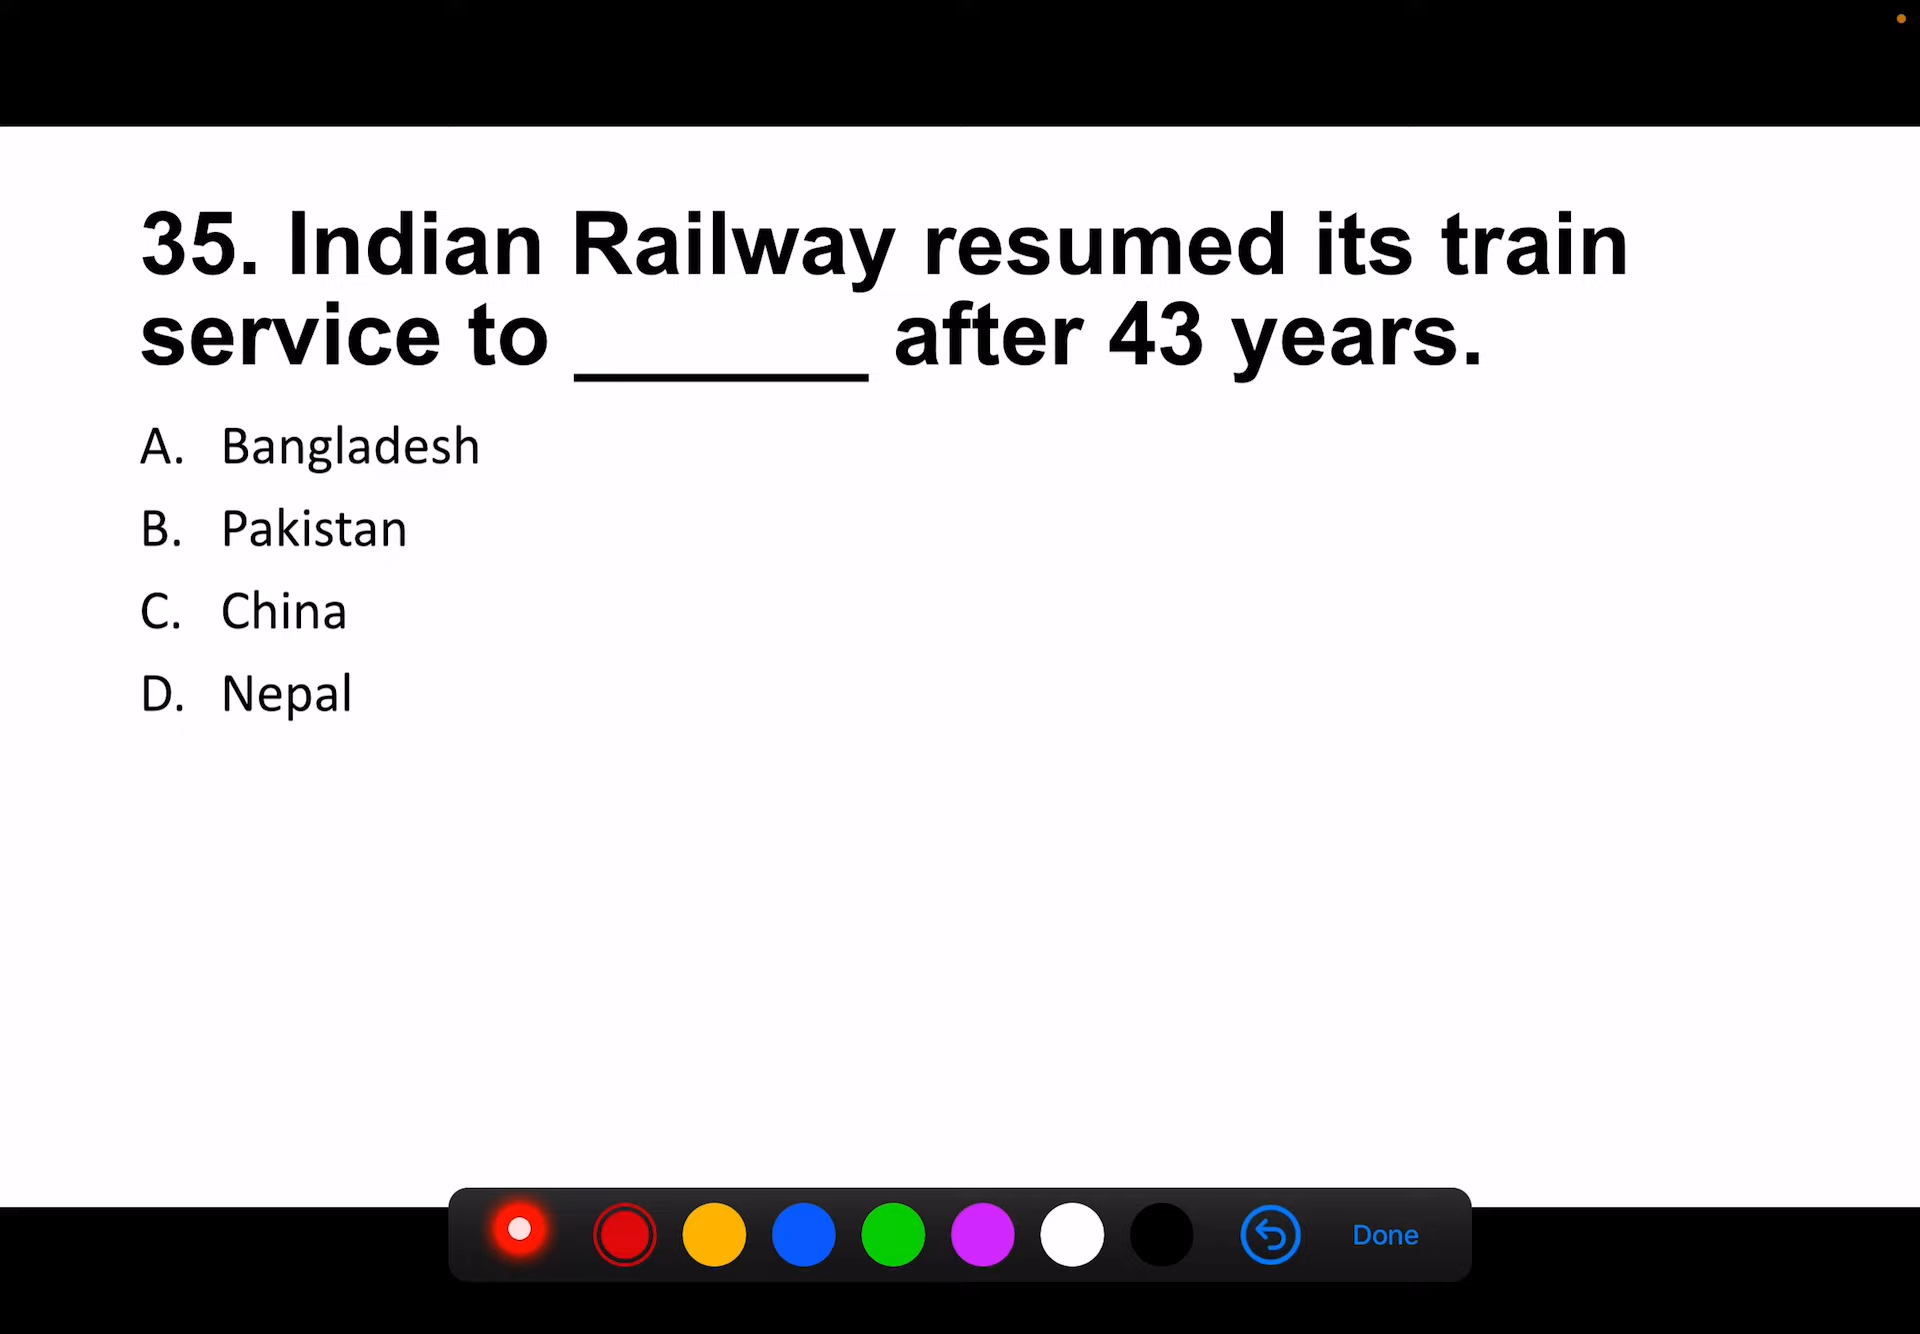 35. Indian Railway resumed its train
service to _______ after 43 years.
A. Bangladesh
B. Pakistan
C. China
D. Nepal
Done